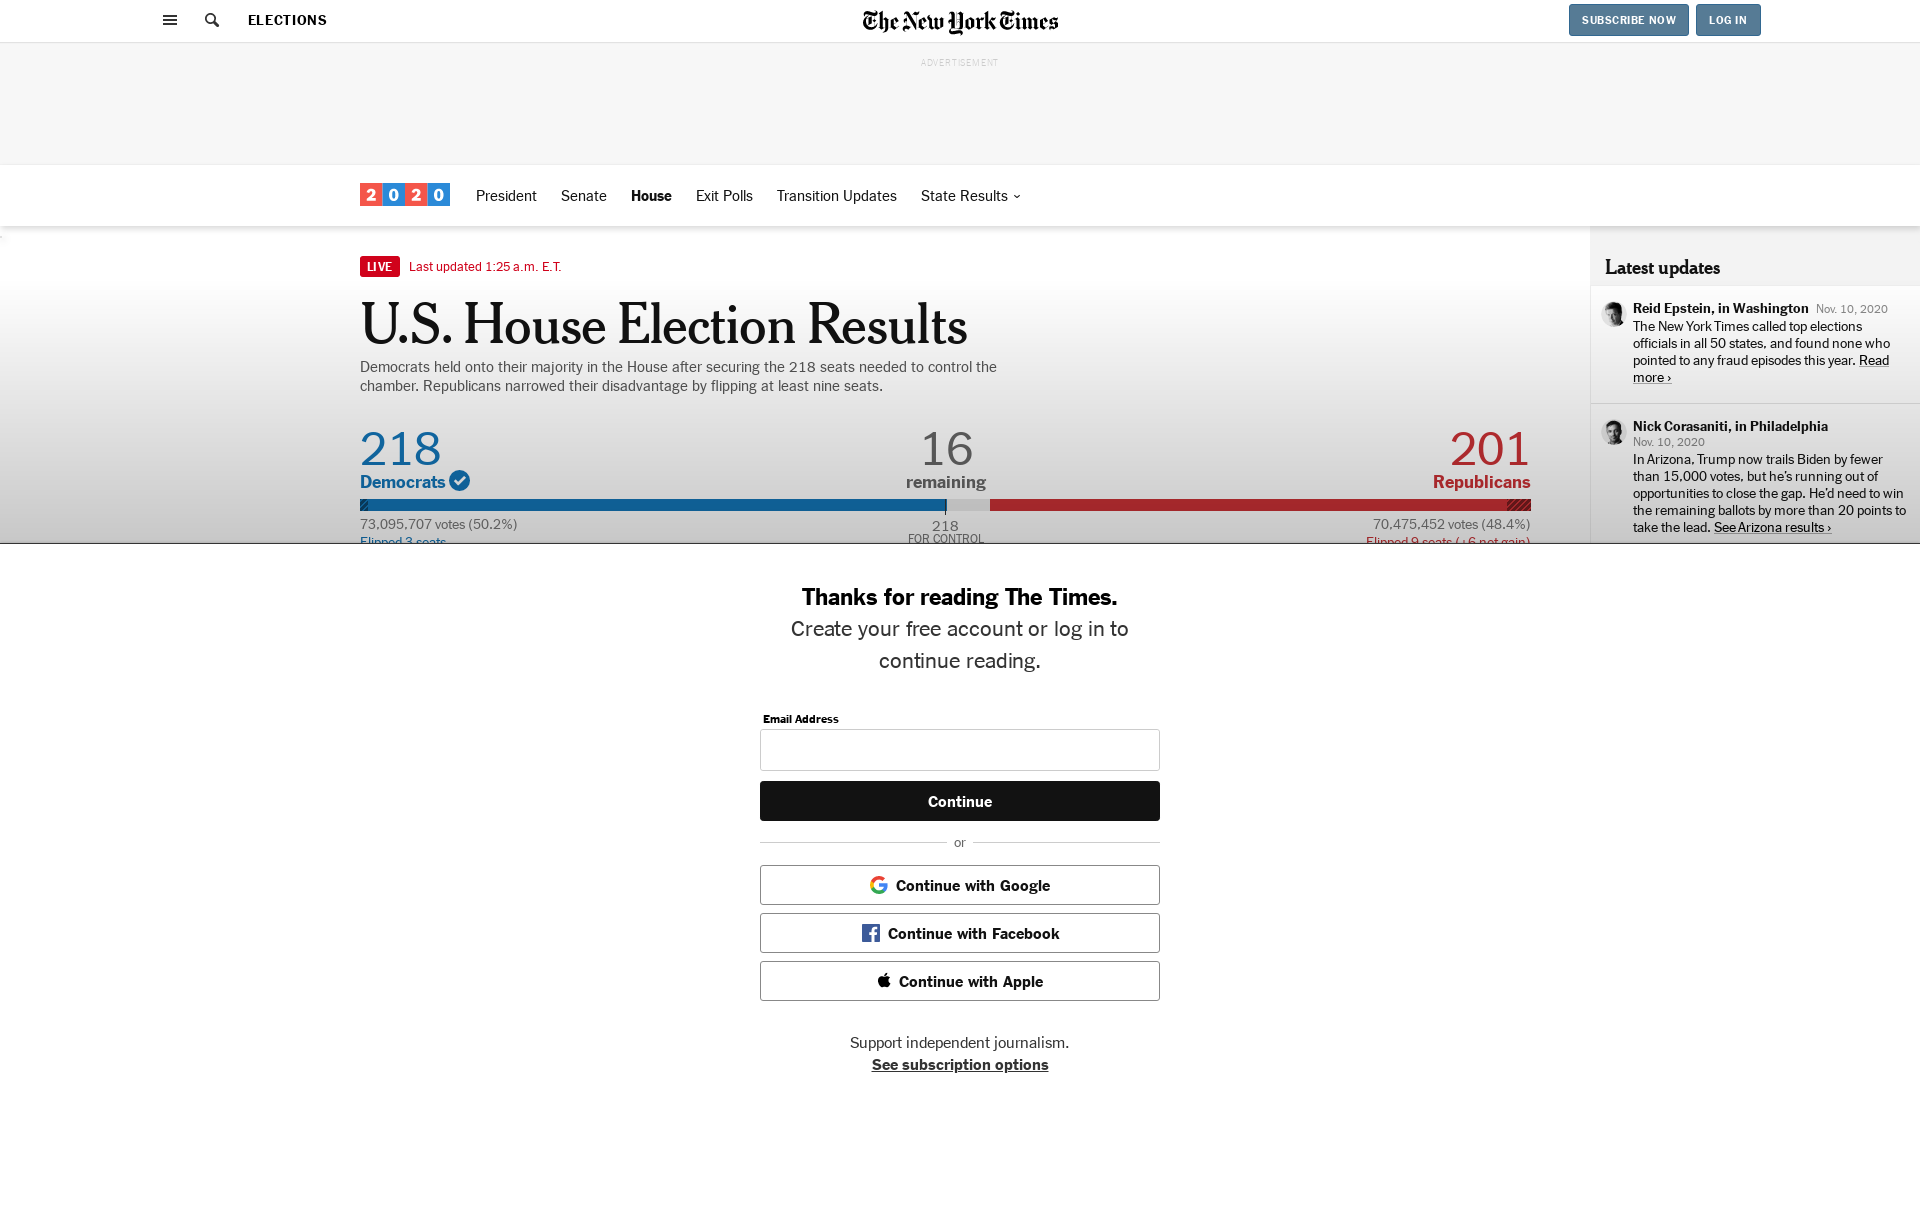 ELECTIONS
The New York Times
SUBSCRIBE NOW
LOG IN
ADVERTISEMENT
2020
President
Senate
House
Exit Polls
Transition Updates
State Results
LIVE
Last updated 1:25 a.m. E.T.
U.S. House Election Results
Democrats held onto their majority in the House after securing the 218 seats needed to control the
chamber. Republicans narrowed their disadvantage by flipping at least nine seats.
218
Democrats
16
remaining
201
Republicans
73,095,707 votes (50.2%)
218
FOR CONTROL
70,475,452 votes (48.4%)
Flipped 3 seats
Flipped 9 seats (+6 net gain)
Latest updates
Reid Epstein, in Washington Nov. 10, 2020
The New York Times called top elections
officials in all 50 states, and found none who
pointed to any fraud episodes this year. Read
more ›
Nick Corasaniti, in Philadelphia
Nov. 10, 2020
In Arizona, Trump now trails Biden by fewer
than 15,000 votes, but he’s running out of
opportunities to close the gap. He’d need to win
the remaining ballots by more than 20 points to
take the lead. See Arizona results ›
Thanks for reading The Times.
Create your free account or log in to
continue reading.
Email Address
Continue
or
Continue with Google
Continue with Facebook
Continue with Apple
Support independent journalism.
See subscription options